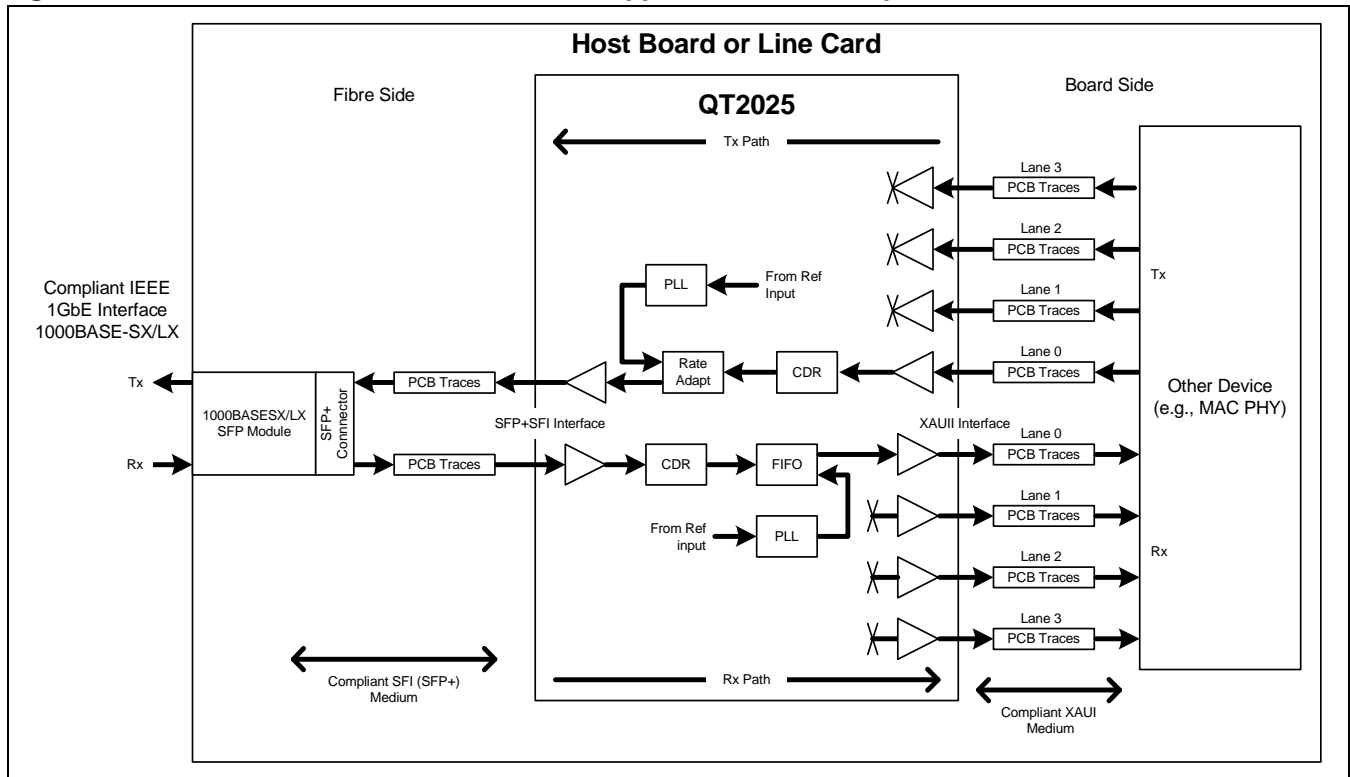 Host Board or Line Card
Fibre Side
QT2025
Board Side
Tx Path
Lane 3
PCB Traces
Lane 2
PCB Traces
Tx
PLL
From Ref
Input
Lane 1
PCB Traces
Compliant IEEE
1GbE Interface
1000BASE-SX/LX
Lane 0
PCB Traces
Rate
Adapt
CDR
Tx
PCB Traces
1000BASESX/LX
SFP Module
SFP+
Connnector
Other Device
(e.g., MAC PHY)
SFP+SFI Interface
XAUII Interface
Rx
PCB Traces
CDR
FIFO
Lane 0
PCB Traces
Lane 1
PCB Traces
From Ref
input
PLL
Rx
Lane 2
PCB Traces
Lane 3
PCB Traces
Compliant SFI (SFP+)
Medium
Rx Path
Compliant XAUI
Medium